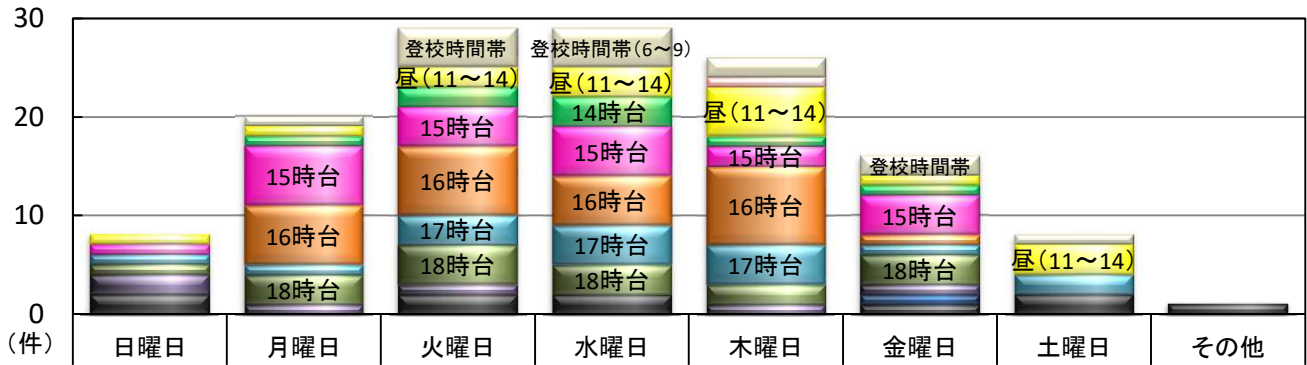 30
20
10
0
(件)
登校時間帯
昼(11～14)
15時台
16時台
17時台
18時台
登校時間帯(6～9)
昼(11～14)
14時台
15時台
16時台
17時台
18時台
昼(11～14)
15時台
16時台
17時台
15時台
16時台
18時台
登校時間帯
15時台
18時台
昼(11～14)
日曜日 月曜日 火曜日 水曜日 木曜日 金曜日 土曜日 その他